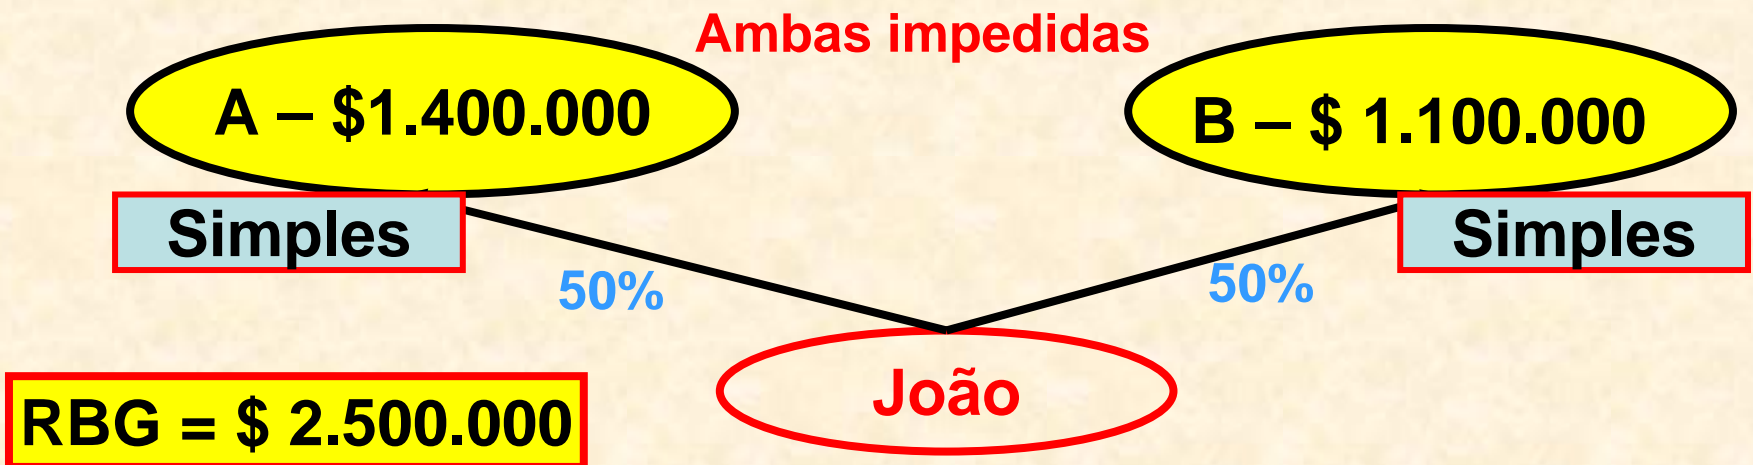 Ambas impedidas
A – $1.400.000
B – $ 1.100.000
Simples
Simples
50%
50%
João
RBG = $ 2.500.000